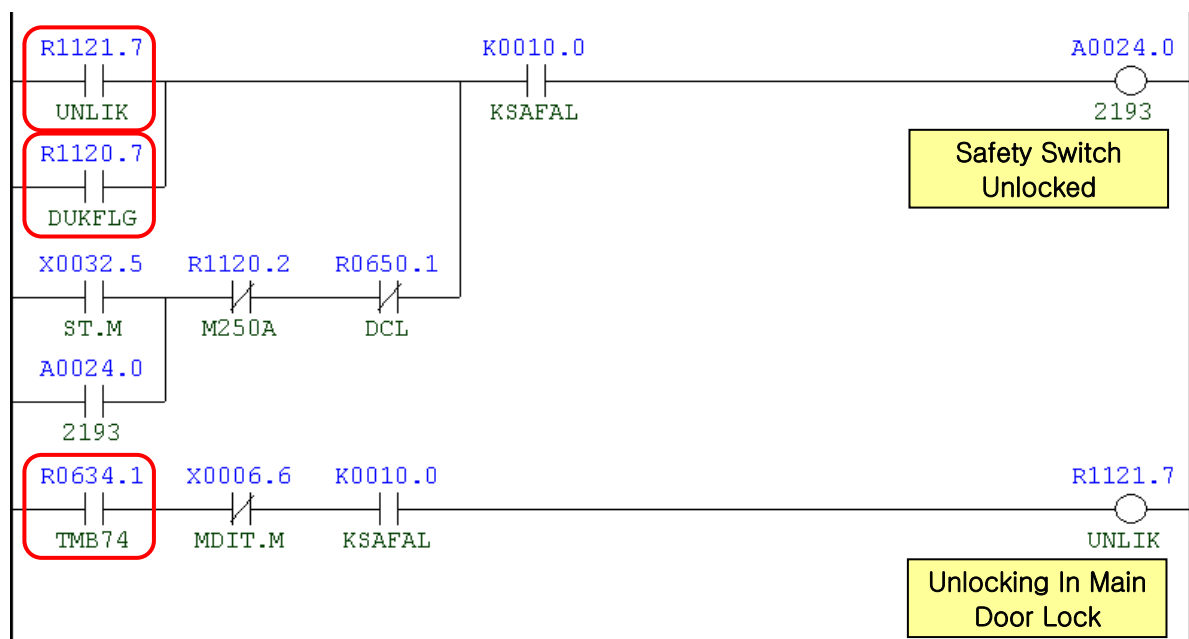 R1121.7 K0010.0 A0024.0
UNLIK KSAFAL 2193
R1120.7
DUKFLG
Safety Switch
Unlocked
X0032.5 R1120.2 R0650.1
ST.M M250A DCL
A0024.0
2193
R0634.1 X0006.6 K0010.0 R1121.7
TMB74 MDIT.M KSAFAL UNLIK
Unlocking In Main
Door Lock